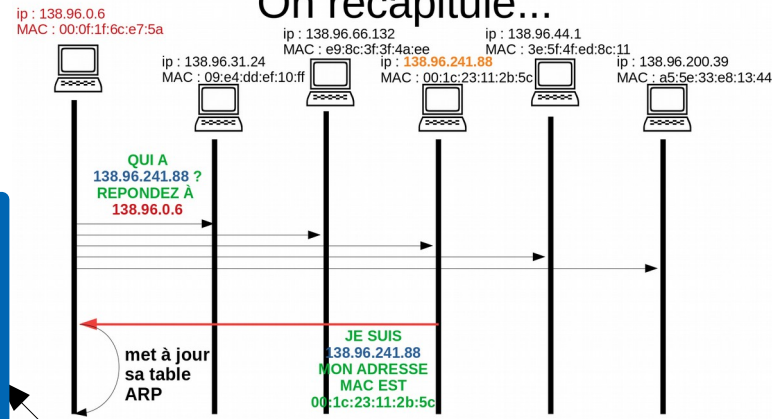 On récapitule...
ip : 138.96.0.6
MAC : 00:0f:1f:6c:e7:5a
ip : 138.96.31.24
MAC : 09:e4:dd:ef:10:ff
ip : 138.96.66.132
MAC : e9:8c:3f:3f:4a:ee
ip : 138.96.241.88
MAC : 00:1c:23:11:2b:5c
ip : 138.96.44.1
MAC : 3e:5f:4f:ed:8c:11
ip : 138.96.200.39
MAC : a5:5e:33:e8:13:44
QUI A
138.96.241.88 ?
REPONDEZ À
138.96.0.6
JE SUIS
138.96.241.88
MON ADRESSE
MAC EST
00:1c:23:11:2b:5c
met à jour
sa table
ARP